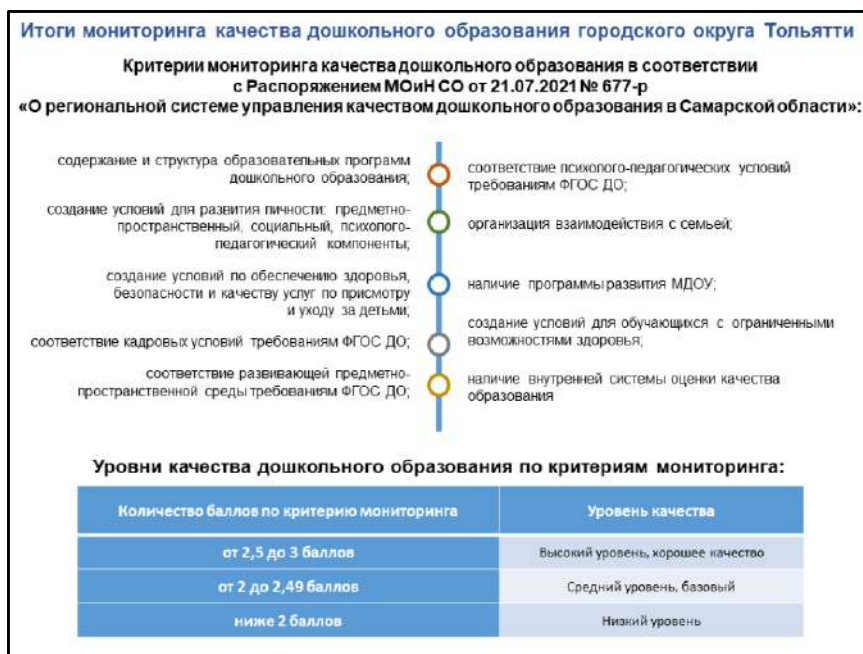 Итоги мониторинга качества дошкольного образования городского округа Тольятти
Критерии мониторинга качества дошкольного образования в соответствии
с Распоряжением МОиН СО от 21.07.2021 № 677-р
«О региональной системе управления качеством дошкольного образования в Самарской области»:
содержание и структура образовательных программ
дошкольного образования;
создание условий для развития личности: предметно-
пространственный, социальный, психолого-
педагогический компоненты;
создание условий по обеспечению здоровья,
безопасности и качеству услуг по присмотру
и уходу за детьми;
соответствие кадровых условий требованиям ФГОС ДО;
соответствие развивающей предметно-
пространственной среды требованиям ФГОС ДО;
соответствие психолого-педагогических условий
требованиям ФГОС ДО;
организация взаимодействия с семьей;
наличие программы развития МДОУ;
создание условий для обучающихся с ограниченными
возможностями здоровья;
наличие внутренней системы оценки качества
образования
Уровни качества дошкольного образования по критериям мониторинга:
Количество баллов по критерию мониторинга Уровень качества
от 2,5 до 3 баллов Высокий уровень, хорошее качество
от 2 до 2,49 баллов Средний уровень, базовый
ниже 2 баллов Низкий уровень